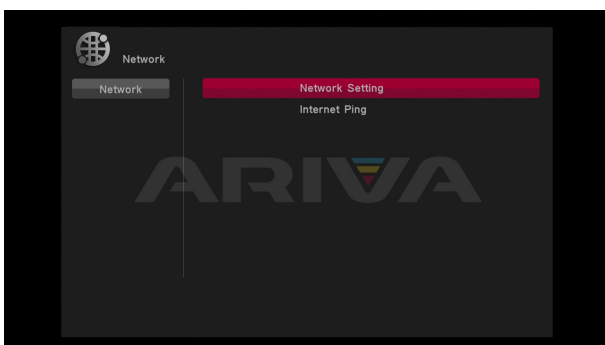 Network
Network
Network Setting
Internet Ping
ARIVA